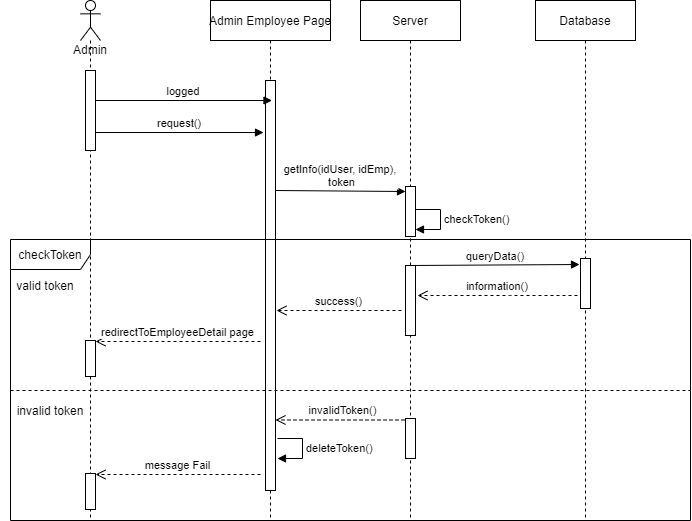 Admin
Admin Employee Page
Server
Database
logged
request()
getInfo(idUser, idEmp),
token
checkToken()
checkToken
valid token
queryData()
information()
success()
redirectToEmployeeDetail page
invalid token
invalidToken()
deleteToken()
message Fail